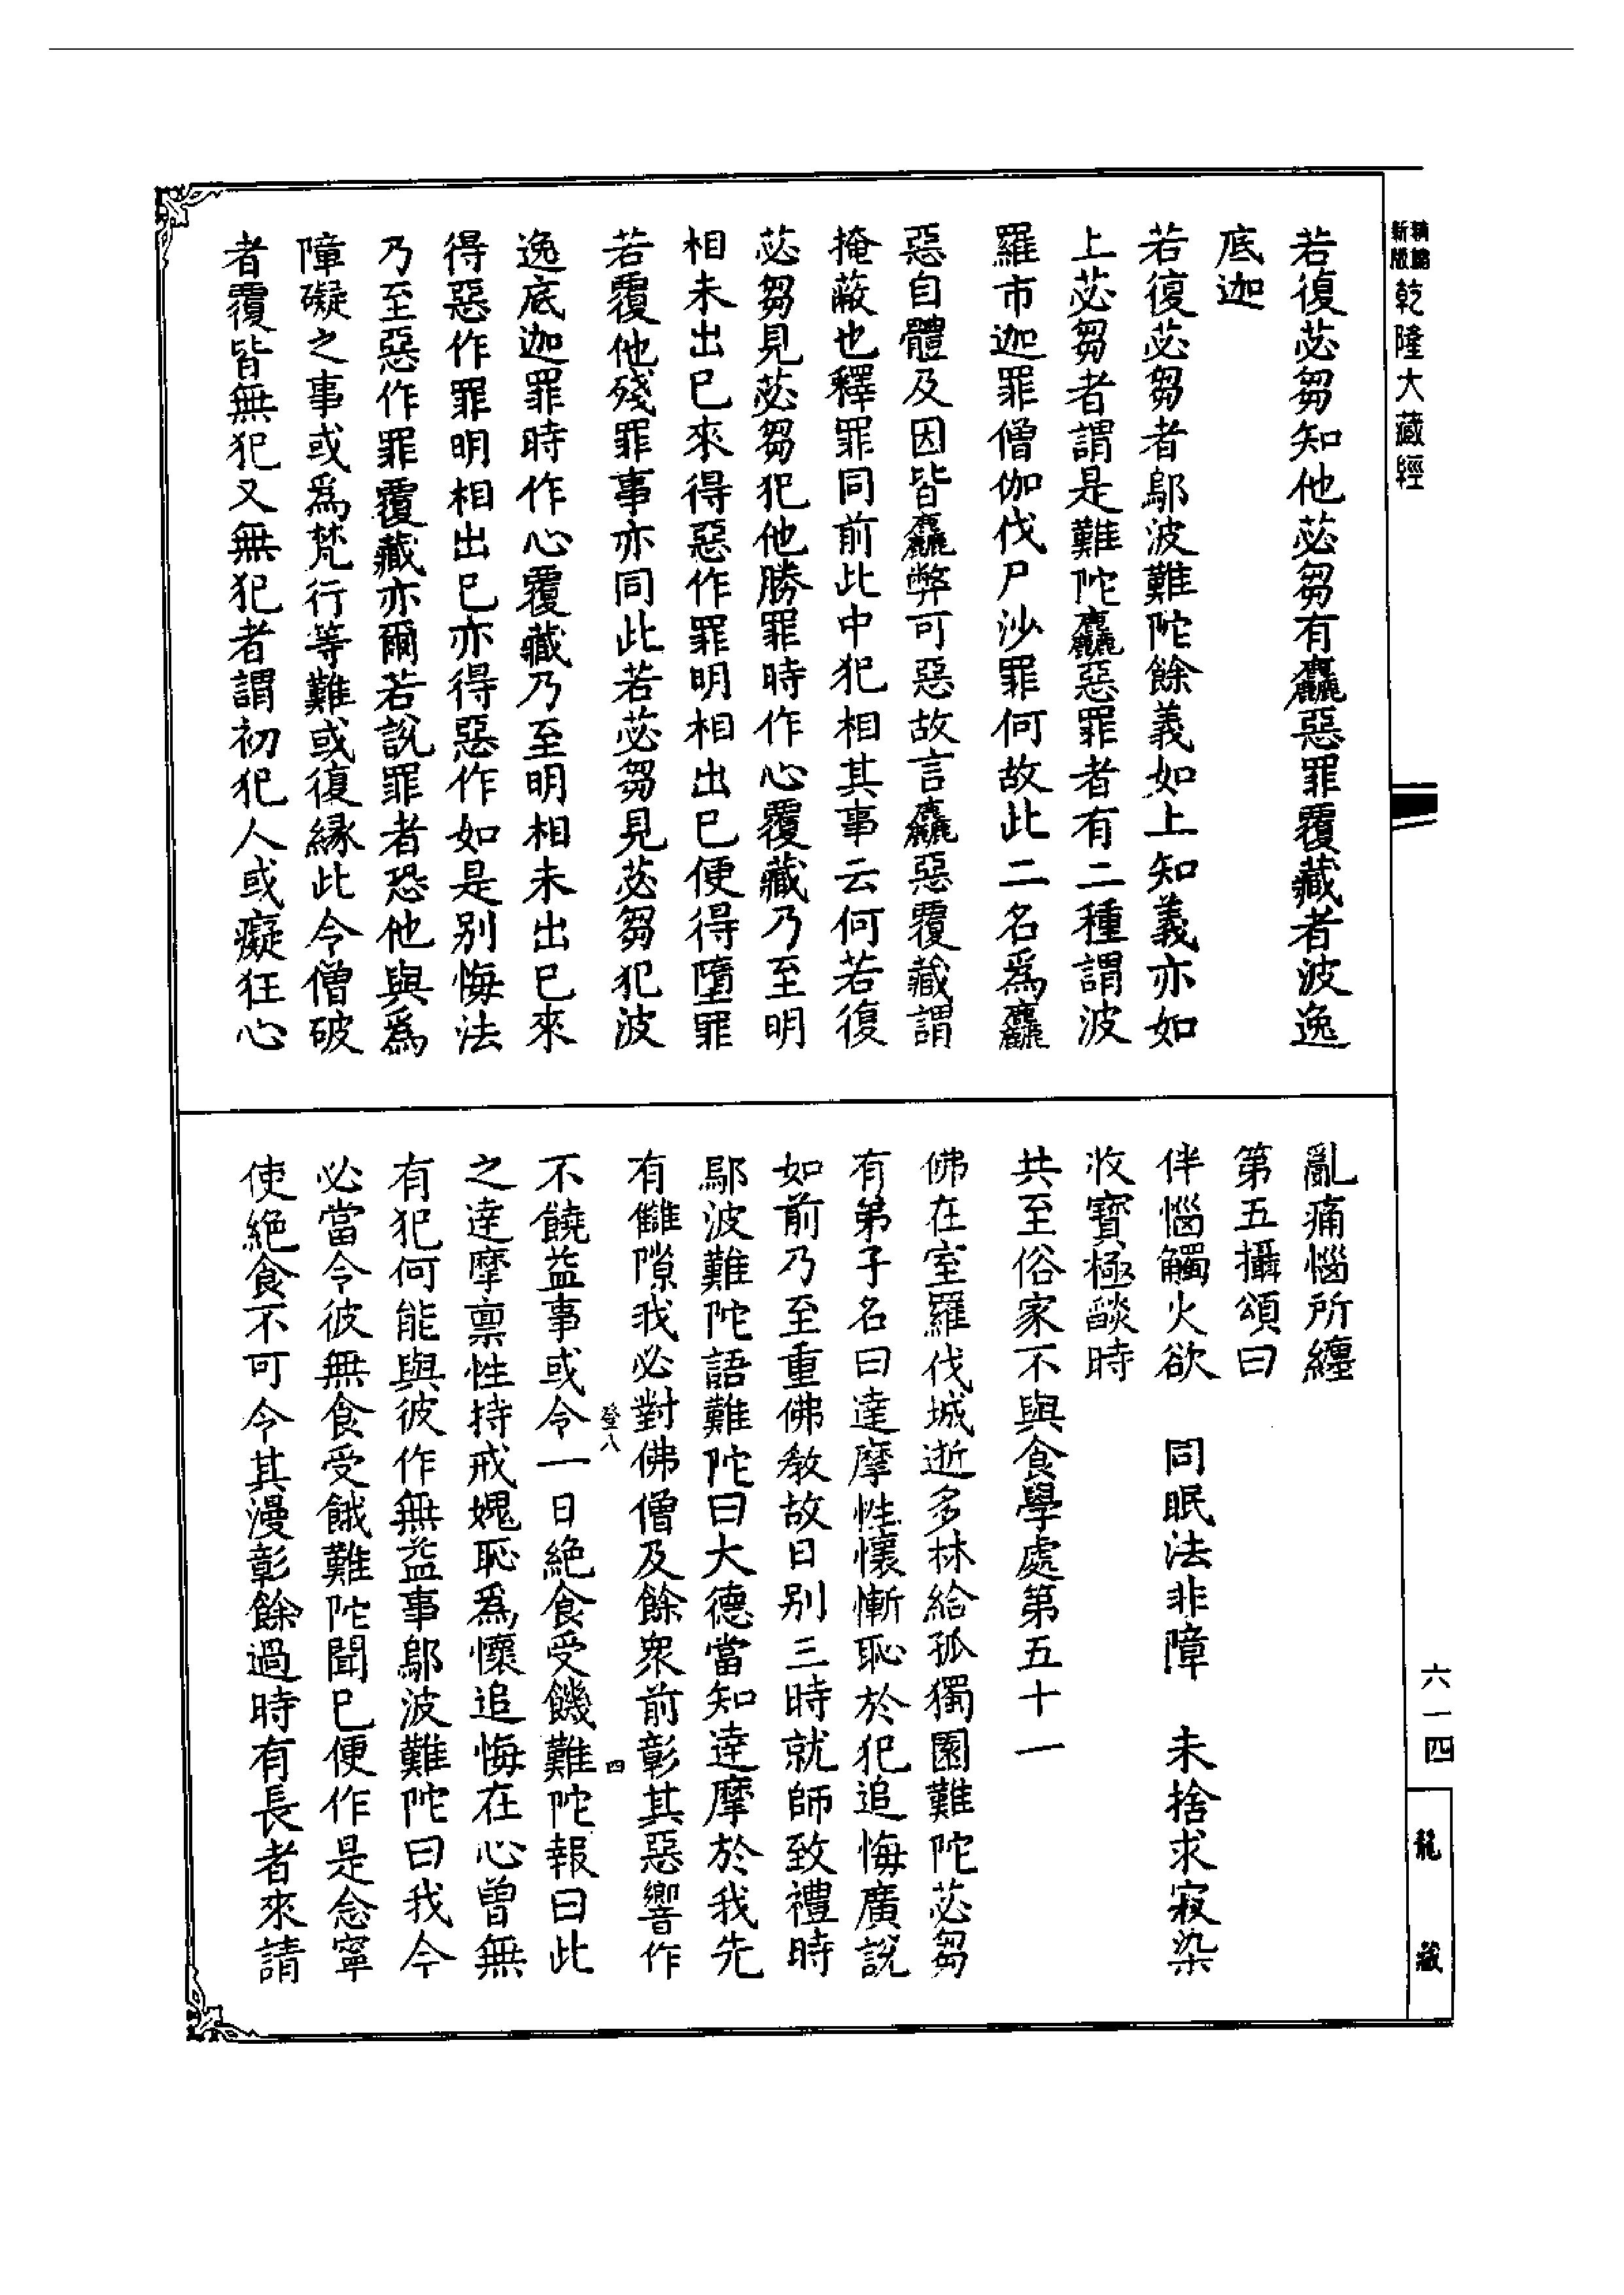 新編
縮版
乾隆大藏經
若復苾芻知他苾芻有麤惡罪覆藏者波逸
底迦
若復苾芻者鄔波難陀餘義如上知義亦如
上苾芻者謂是難陀麤惡罪者有二種謂波
羅市迦罪僧伽伐尸沙罪何故此二名爲麤
惡自體及因皆麤弊可惡故言麤惡覆藏謂
掩蔽也釋罪同前此中犯相其事云何若復
苾芻見苾芻犯他勝罪時作心覆藏乃至明
相未出已來得惡作罪明相出已便得墮罪
若覆他殘罪事亦同此若苾芻見苾芻犯波
逸底迦罪時作心覆藏乃至明相未出已來
得惡作罪明相出已亦得惡作如是别悔法
乃至惡作罪覆藏亦爾若說罪者恐他與爲
障礙之事或爲梵行等難或復緣此令僧破
者覆皆無犯又無犯者謂初犯人或癡狂心
亂痛惱所纏
第五攝頌曰
伴惱觸火欲　同眠法非障　未捨求寂染
收寶極燄時
共至俗家不與食學處第五十一
佛在室羅伐城逝多林給孤獨園難陀苾芻
有弟子名曰達摩性懷慚恥於犯追悔廣說
如前乃至重佛教故日别三時就師致禮時
鄔波難陀語難陀曰大德當知達摩於我先
有讎隙我必對佛僧及餘衆前彰其惡響作
登八
四
不饒益事或令一日絶食受饑難陀報曰此
之達摩禀性持戒媿恥爲懷追悔在心曾無
有犯何能與彼作無益事鄔波難陀曰我今
必當令彼無食受餓難陀聞已便作是念寧
使絶食不可令其漫彰餘過時有長者來請
六一四
龍藏